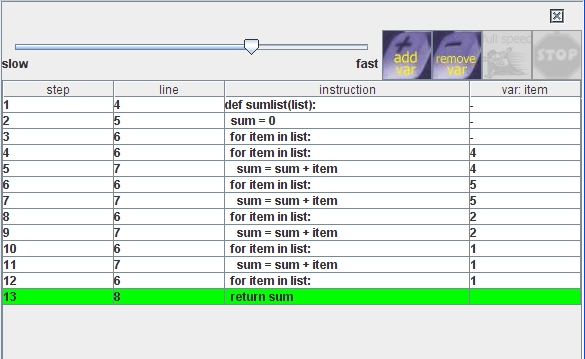 + add var
- remove var
full speed
STOP
slow fast
step line instruction var: item
1 4 def sumlist(list): -
2 5 sum = 0 -
3 6 for item in list: -
4 6 for item in list: 4
5 7 sum = sum + item 4
6 6 for item in list: 5
7 7 sum = sum + item 5
8 6 for item in list: 2
9 7 sum = sum + item 2
10 6 for item in list: 1
11 7 sum = sum + item 1
12 6 for item in list: 1
13 8 return sum